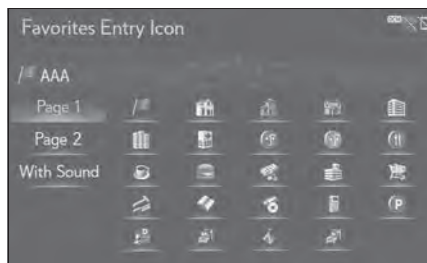 Favorites Entry Icon
AAA
Page 1
Page 2
With Sound